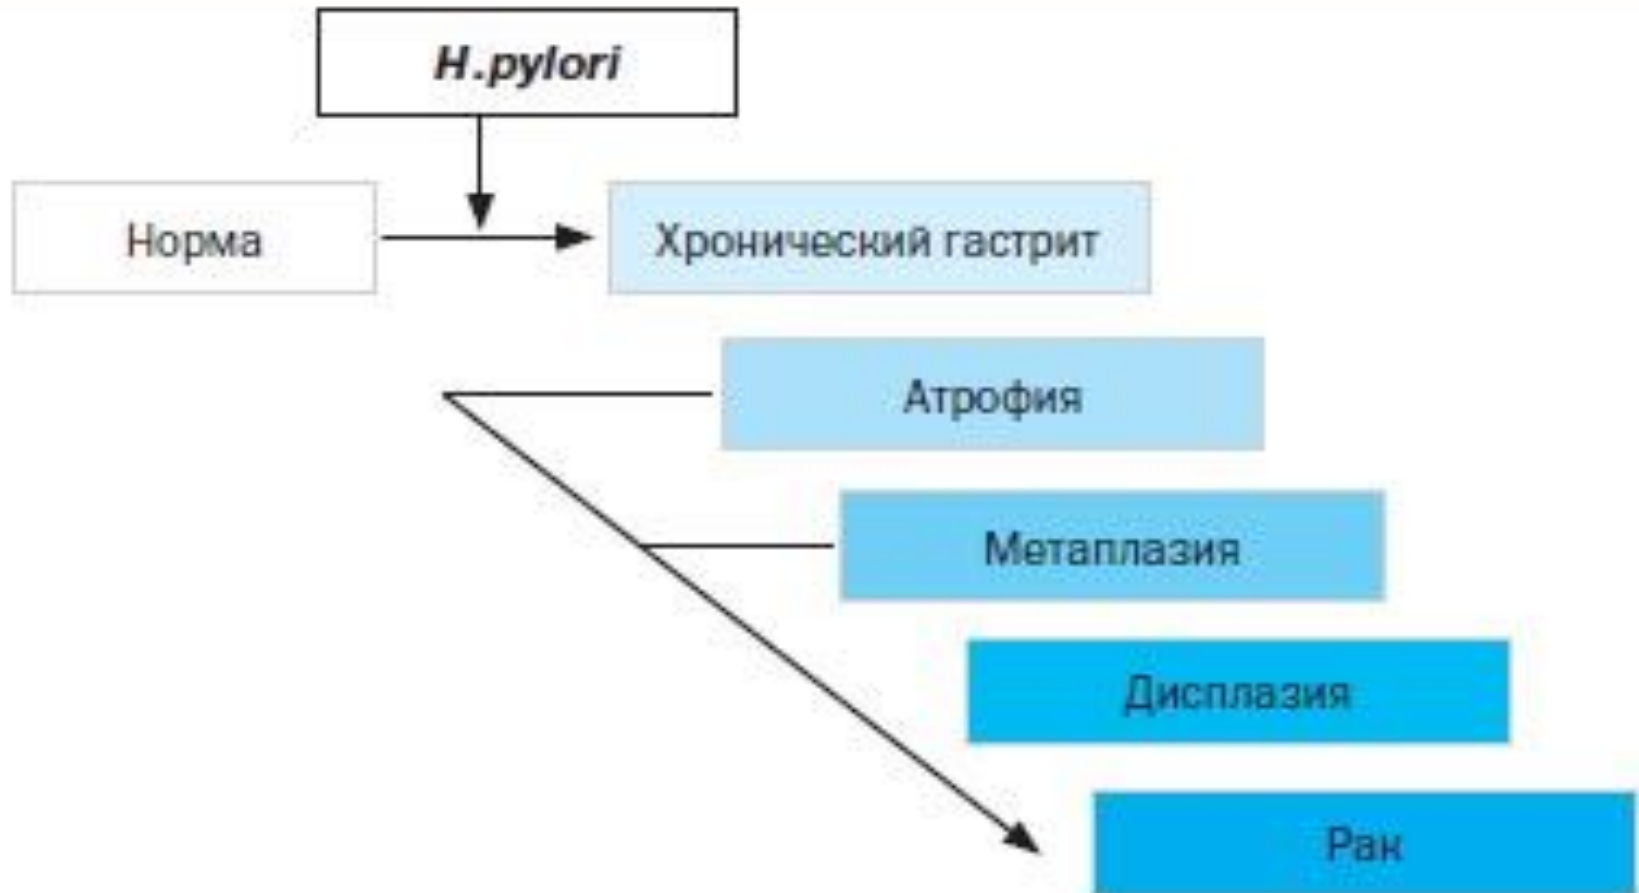 H.pylori
Норма
Хронический гастрит
Атрофия
Метаплазия
Дисплазия
Рак